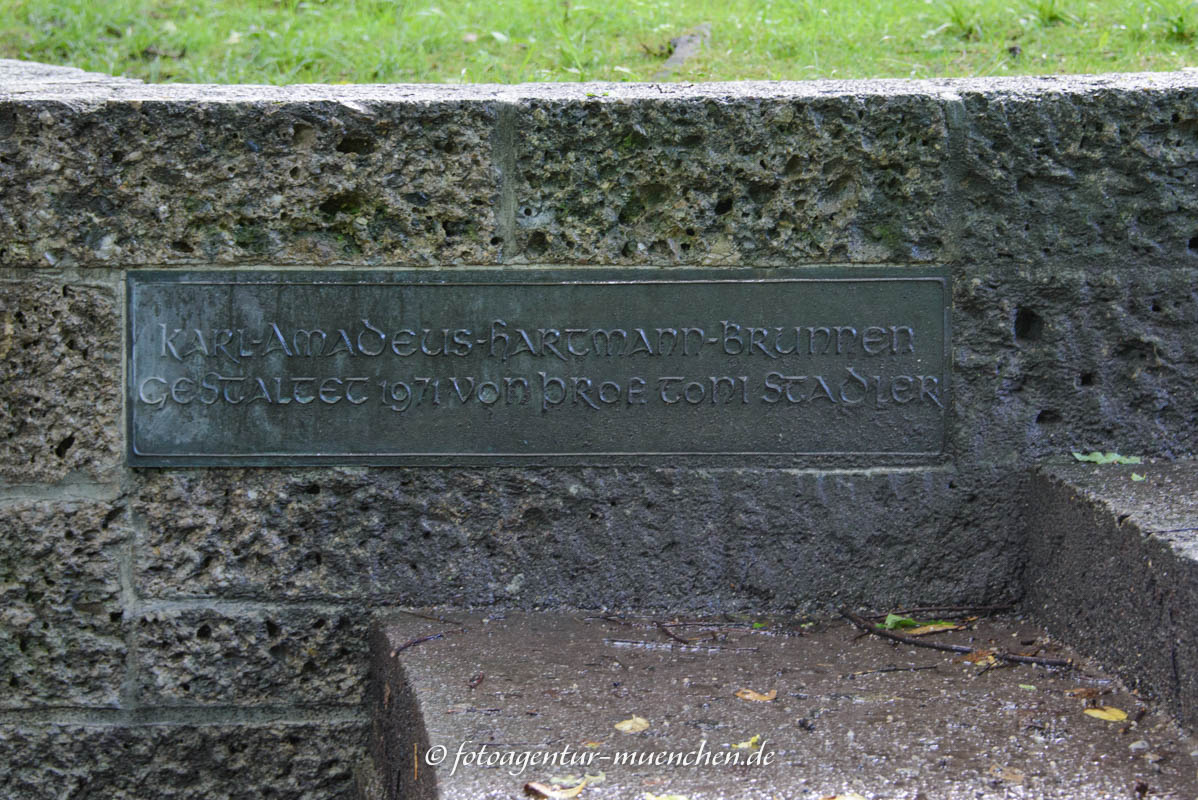 Karl-Amadeus-Hartmann-Brunnen
gestaltet 1971 von Prof. Toni Stadler
© fotoagentur-muenchen.de